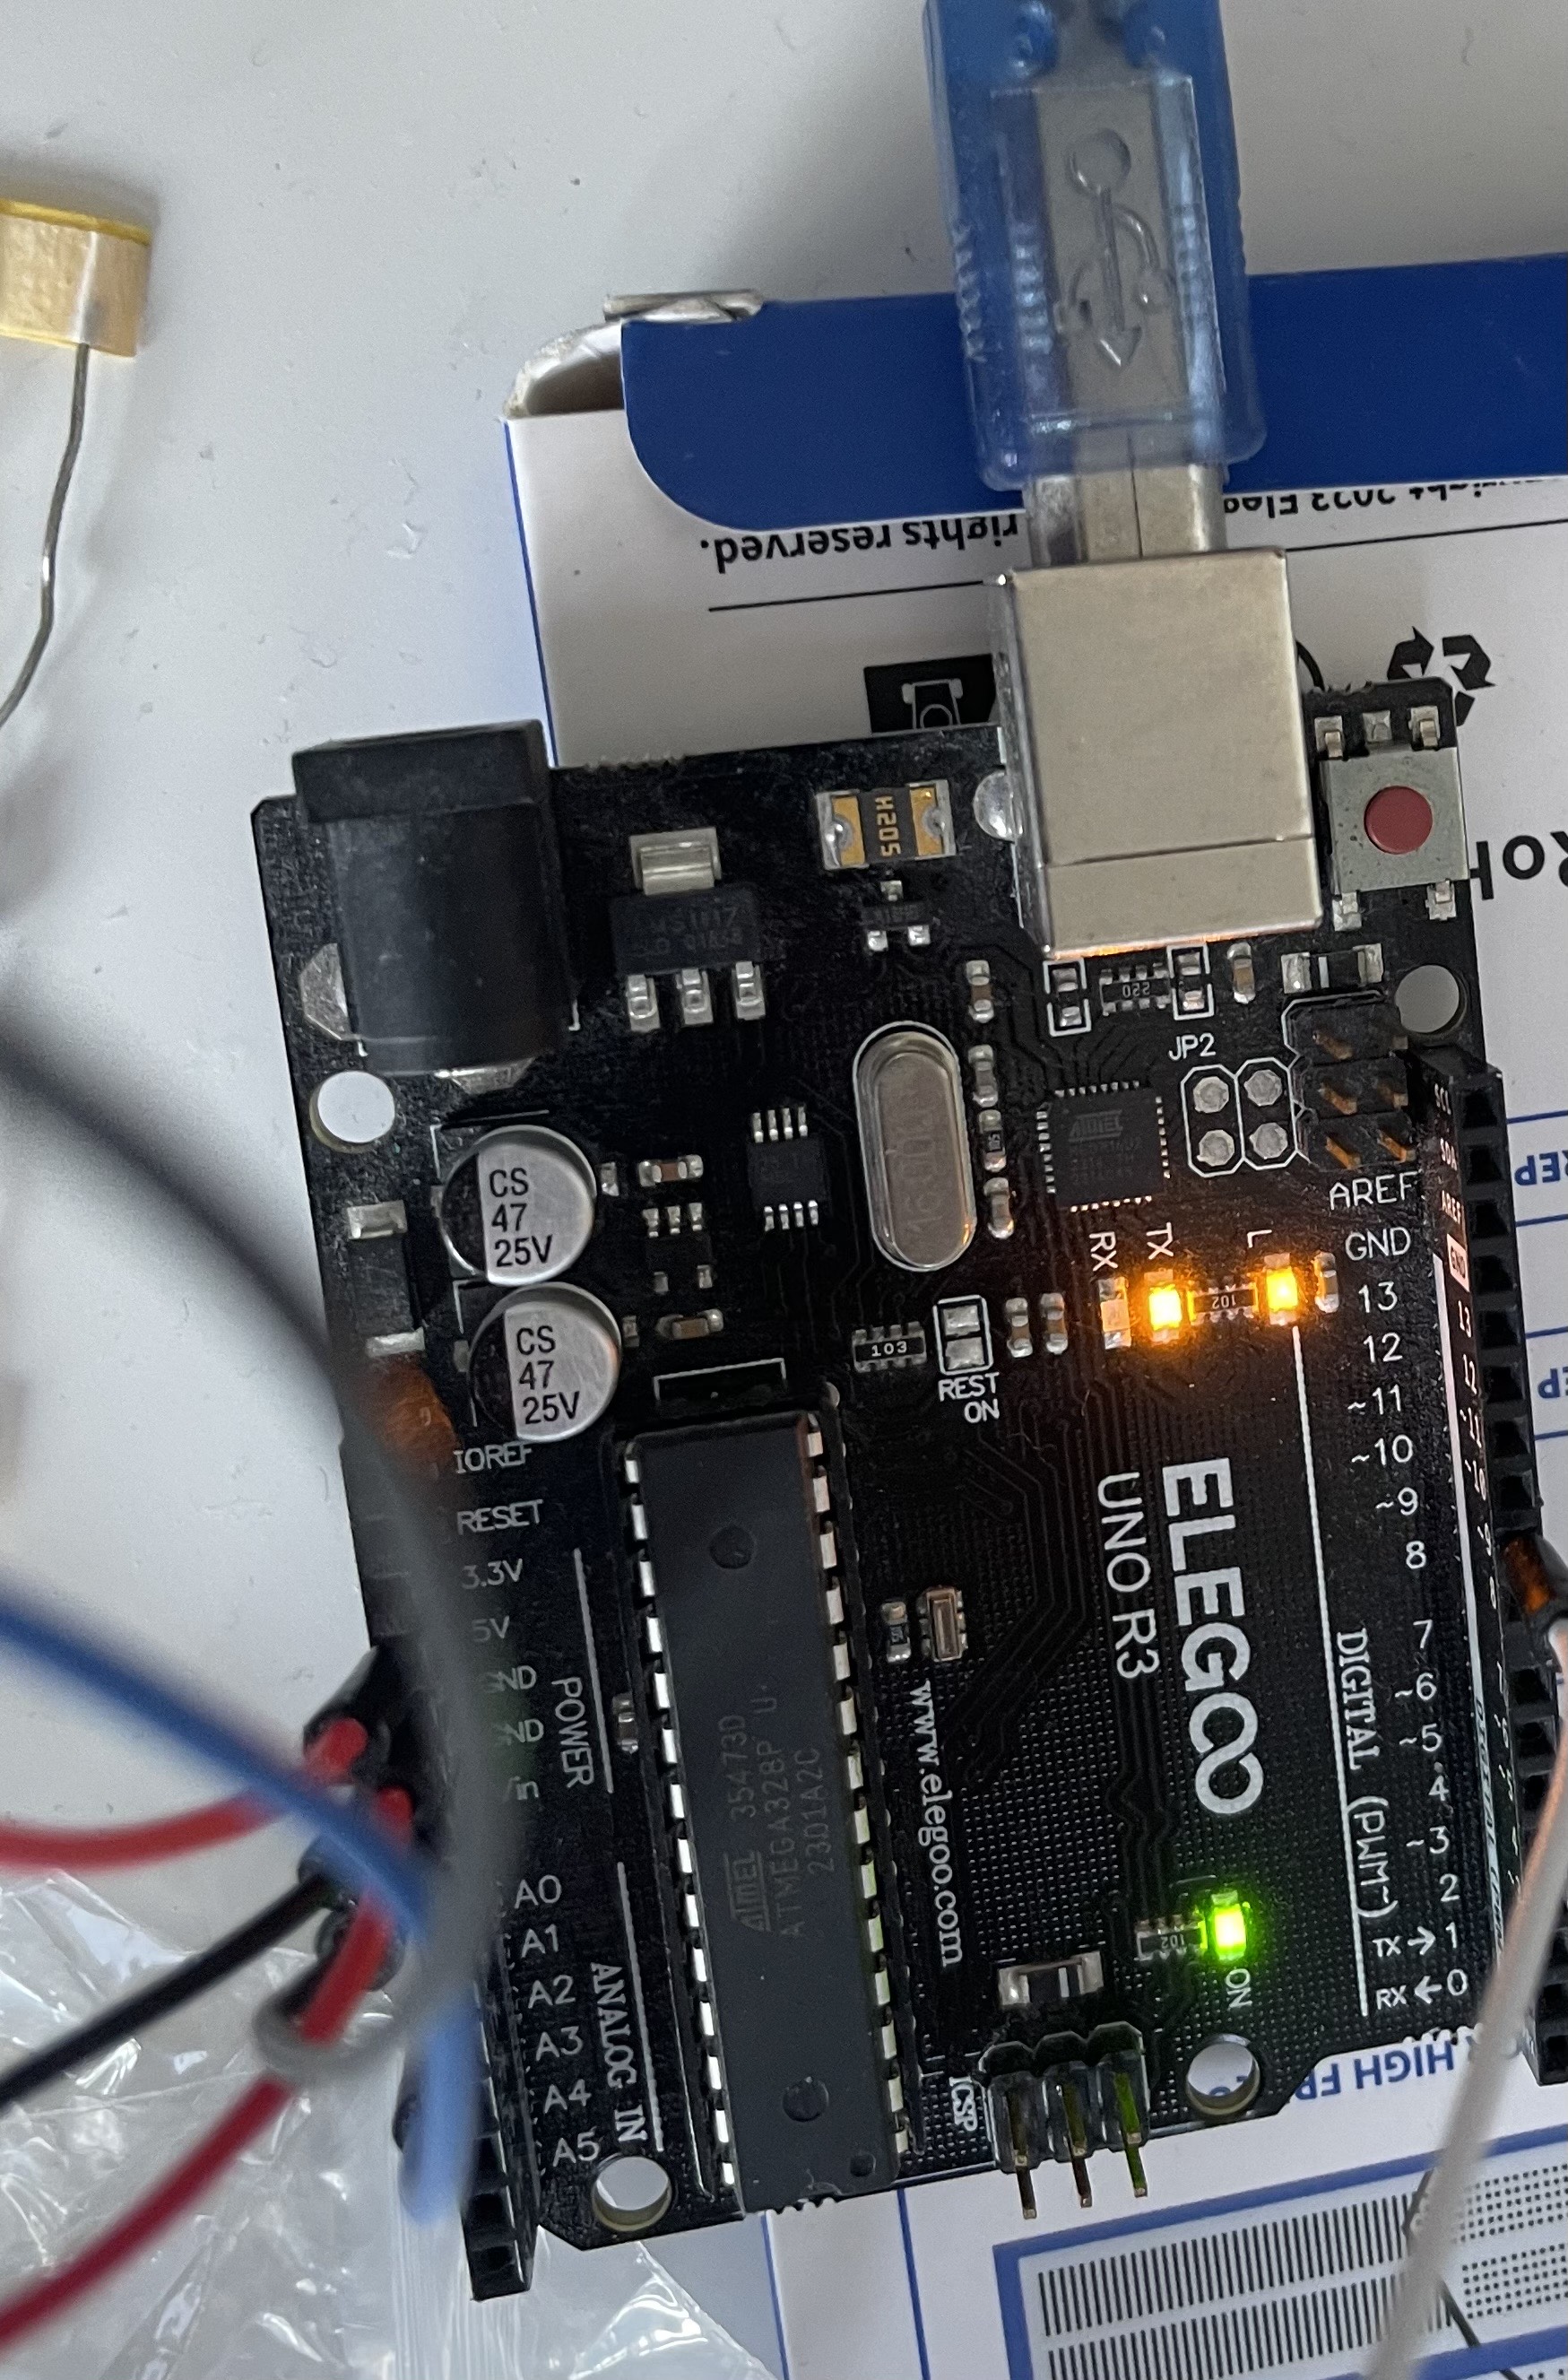 rights reserved.
CS
47
25V
CS
47
25V
220
JP2
AREF
GND
13
12
~11
~10
~9
8
7
~6
~5
4
~3
2
TX→1
RX←0
RX
TX
L
102
103
REST
ON
IOREF
RESET
3.3V
5V
POWER
A0
A1
A2
A3
A4
A5
ANALOG IN
ELEGOO
UNO R3
www.elegoo.com
DIGITAL (PWM~)
ATMEL 35473D
ATMEGA328P U
2301A2C
102
ON
ICSP
HIGH